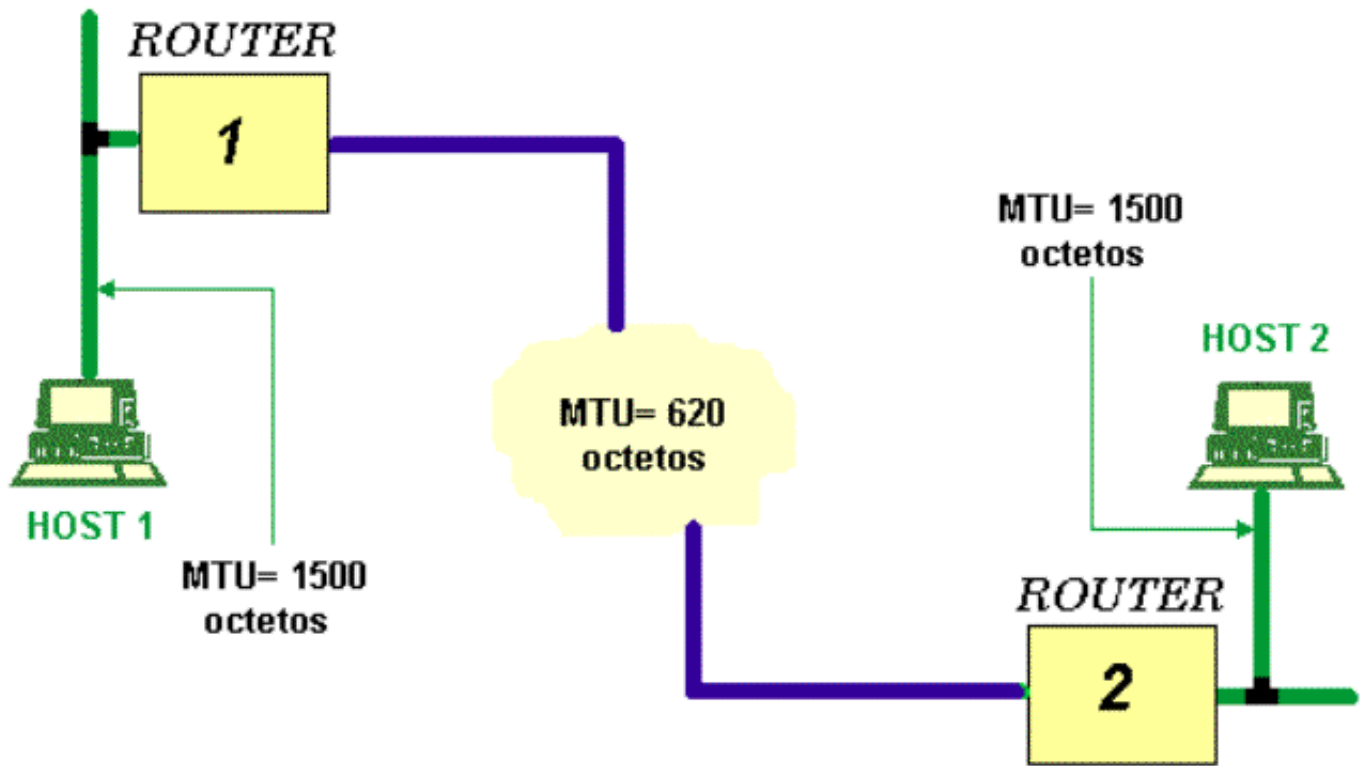 ROUTER
1
MTU= 1500
octetos
HOST 2
MTU= 620
octetos
HOST 1
MTU= 1500
octetos
ROUTER
2